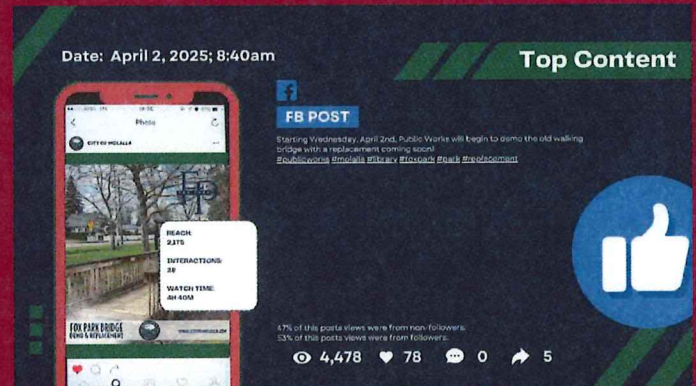 Date: April 2, 2025; 8:40am
Top Content
Photo
CITY OF MOLALLA
FP
REACH:
2,175
INTERACTIONS:
WATCH TIME:
4H 40M
FOX PARK BRIDGE
DEMO & REPLACEMENT
FB POST
Starting Wednesday, April 2nd, Public Works will begin to demo the old walking
bridge with a replacement coming soon!
#publicworks #molalla #library #foxpark #park #replacement
47% of this posts views were from non-followers.
53% of this posts views were from followers.
4,478 78 0 5